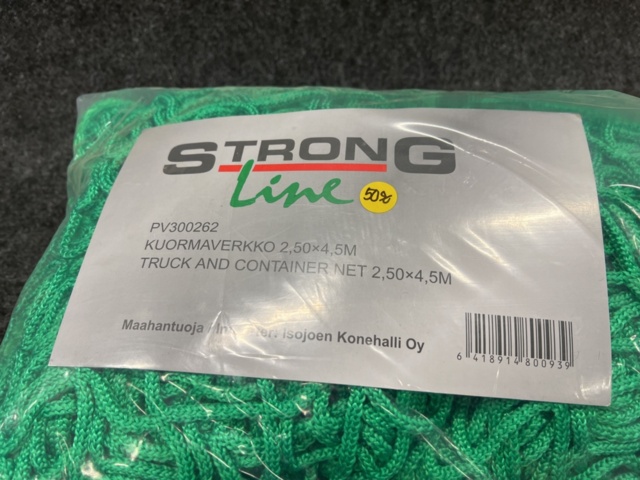 STRONG
Line
50%
PV300262
KUORMAVERKKO 2,50×4,5M
TRUCK AND CONTAINER NET 2,50×4,5M
Maahantuoja Isojoen Konehalli Oy
6 418914 800939